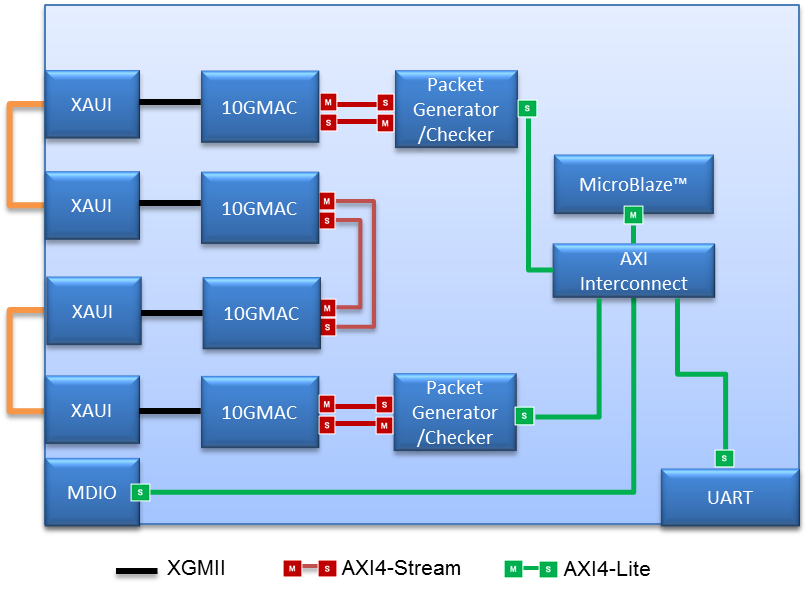 XAUI
10GMAC
M
S
S
M
Packet
Generator
/Checker
S
XAUI
10GMAC
M
S
MicroBlaze™
M
AXI
Interconnect
XAUI
10GMAC
M
S
XAUI
10GMAC
M
S
S
M
Packet
Generator
/Checker
S
MDIO
S
S
UART
XGMII
M
S
AXI4-Stream
M
S
AXI4-Lite